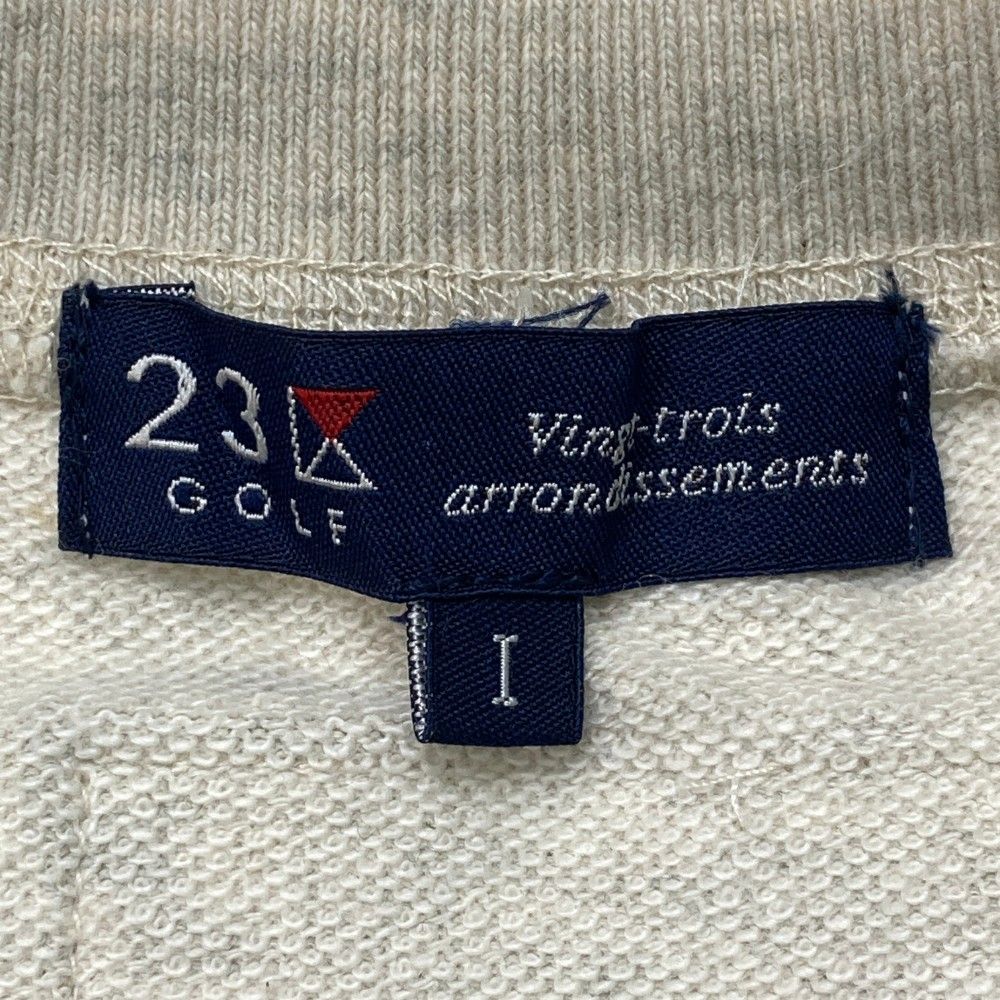 23
GOLF
Vingt-trois
arrondissements
I